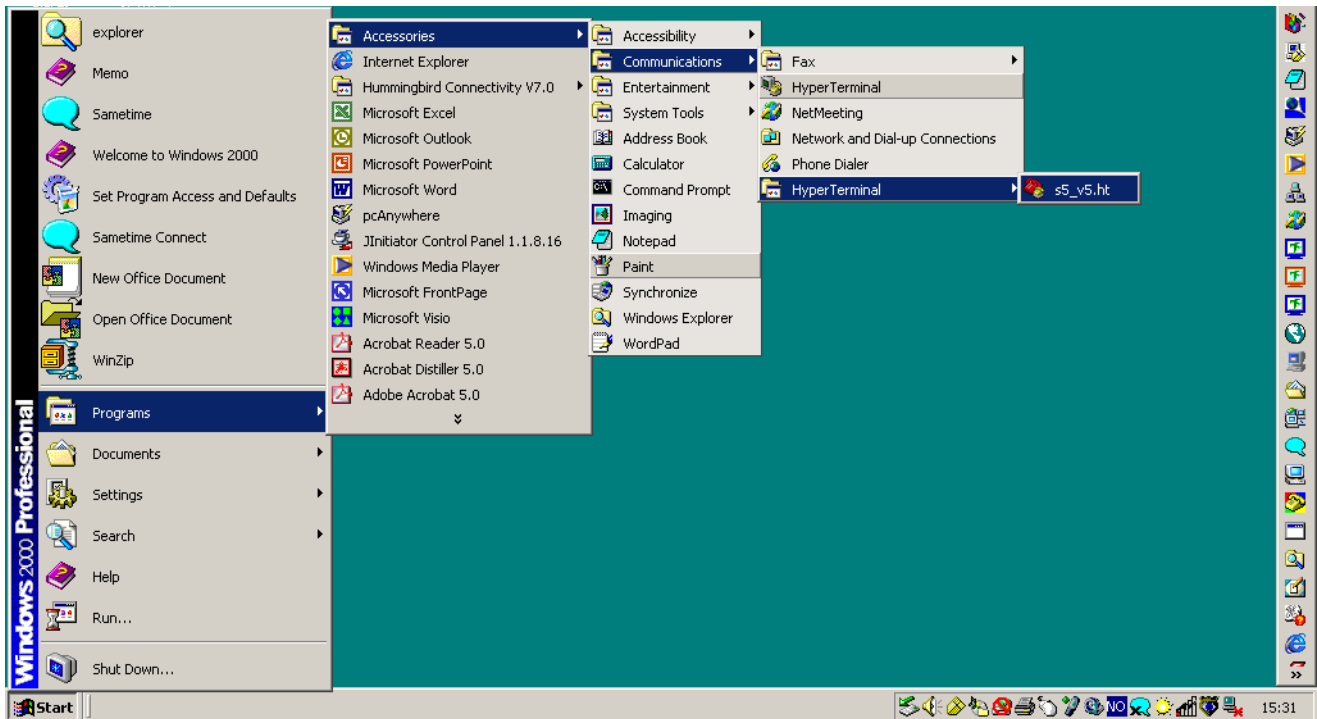 explorer
Memo
Sametime
Welcome to Windows 2000
Set Program Access and Defaults
Sametime Connect
New Office Document
Open Office Document
WinZip
Programs
Documents
Settings
Search
Help
Run...
Shut Down...
Windows 2000 Professional
Accessories
Internet Explorer
Hummingbird Connectivity V7.0
Microsoft Excel
Microsoft Outlook
Microsoft PowerPoint
Microsoft Word
pcAnywhere
JInitiator Control Panel 1.1.8.16
Windows Media Player
Microsoft FrontPage
Microsoft Visio
Acrobat Reader 5.0
Acrobat Distiller 5.0
Adobe Acrobat 5.0
Accessibility
Communications
Entertainment
System Tools
Address Book
Calculator
Command Prompt
Imaging
Notepad
Paint
Synchronize
Windows Explorer
WordPad
Fax
HyperTerminal
NetMeeting
Network and Dial-up Connections
Phone Dialer
HyperTerminal
s5_v5.ht
Start
NO
15:31